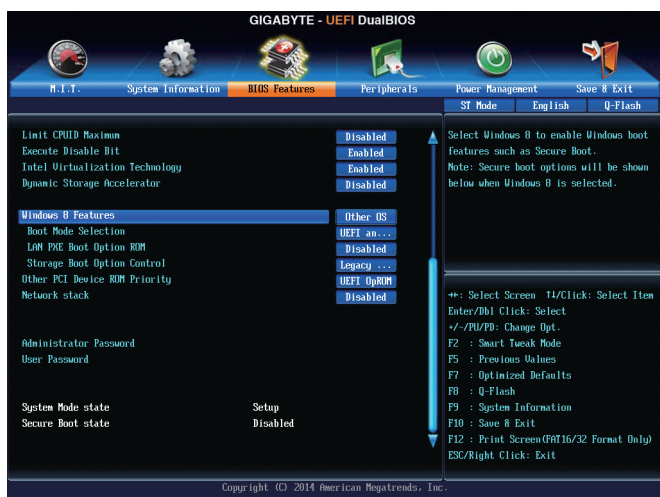 GIGABYTE - UEFI DualBIOS
M.I.T. System Information BIOS Features Peripherals Power Management Save & Exit
ST Mode English Q-Flash
Limit CPUID Maximum Disabled
Execute Disable Bit Enabled
Intel Virtualization Technology Enabled
Dynamic Storage Accelerator Disabled
Windows 8 Features Other OS
Boot Mode Selection UEFI an...
LAN PXE Boot Option ROM Disabled
Storage Boot Option Control Legacy ...
Other PCI Device ROM Priority UEFI OpROM
Network stack Disabled
Administrator Password
User Password
System Mode state Setup
Secure Boot state Disabled
Select Windows 8 to enable Windows boot
features such as Secure Boot.
Note: Secure boot options will be shown
below when Windows 8 is selected.
↔: Select Screen ↑↓/Click: Select Item
Enter/Dbl Click: Select
+/-/PU/PD: Change Opt.
F2 : Smart Tweak Mode
F5 : Previous Values
F7 : Optimized Defaults
F8 : Q-Flash
F9 : System Information
F10 : Save & Exit
F12 : Print Screen(FAT16/32 Format Only)
ESC/Right Click: Exit
Copyright (C) 2014 American Megatrends, Inc.